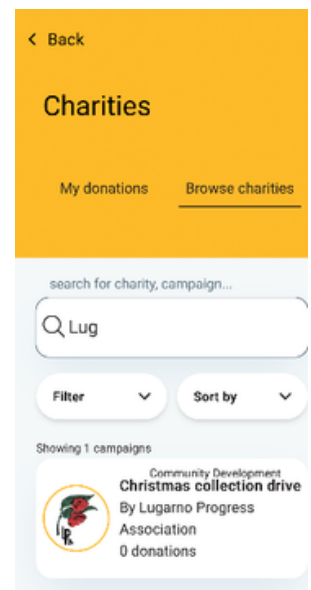 Back
Charities
My donations Browse charities
search for charity, campaign...
Lug
Filter Sort by
Showing 1 campaigns
Community Development
Christmas collection drive
By Lugarno Progress
Association
0 donations